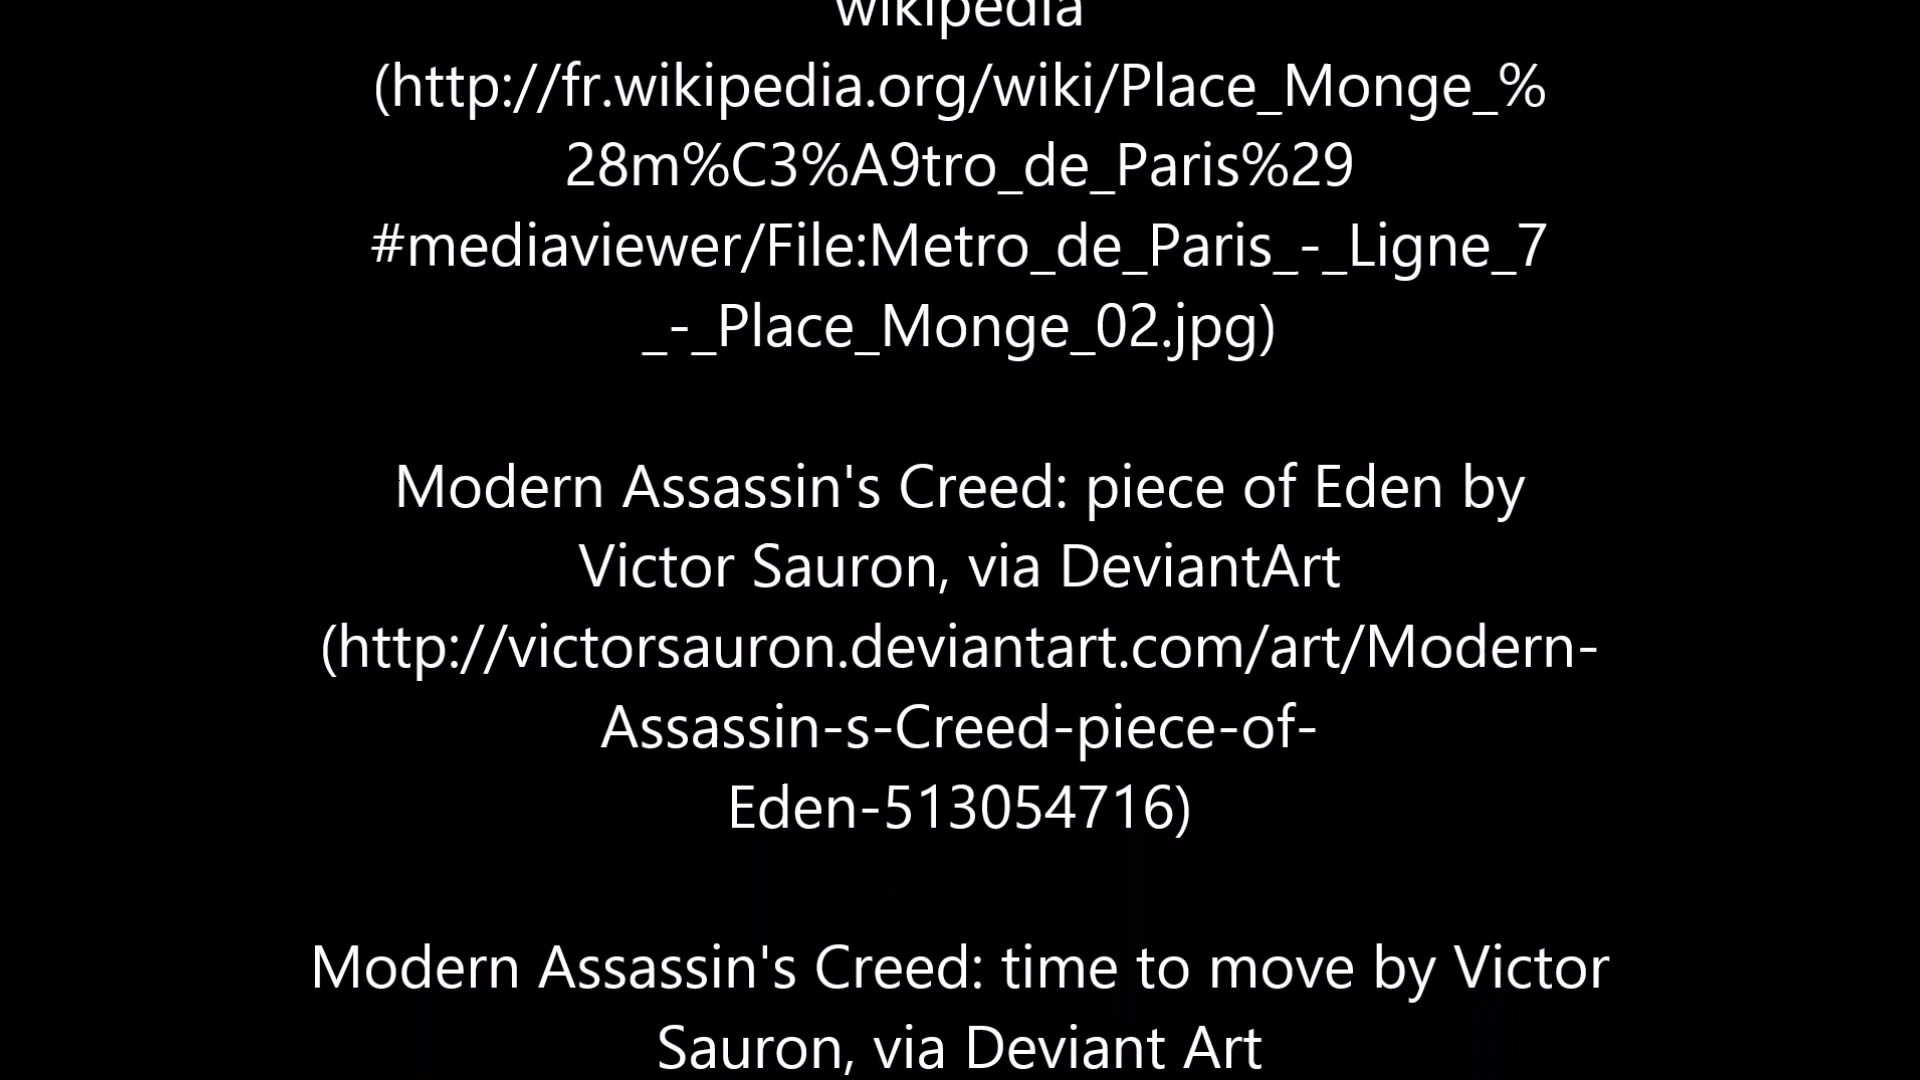 wikipedia
(http://fr.wikipedia.org/wiki/Place_Monge_%
28m%C3%A9tro_de_Paris%29
#mediaviewer/File:Metro_de_Paris_-_Ligne_7
_-_Place_Monge_02.jpg)
Modern Assassin's Creed: piece of Eden by
Victor Sauron, via DeviantArt
(http://victorsauron.deviantart.com/art/Modern-
Assassin-s-Creed-piece-of-
Eden-513054716)
Modern Assassin's Creed: time to move by Victor
Sauron, via Deviant Art